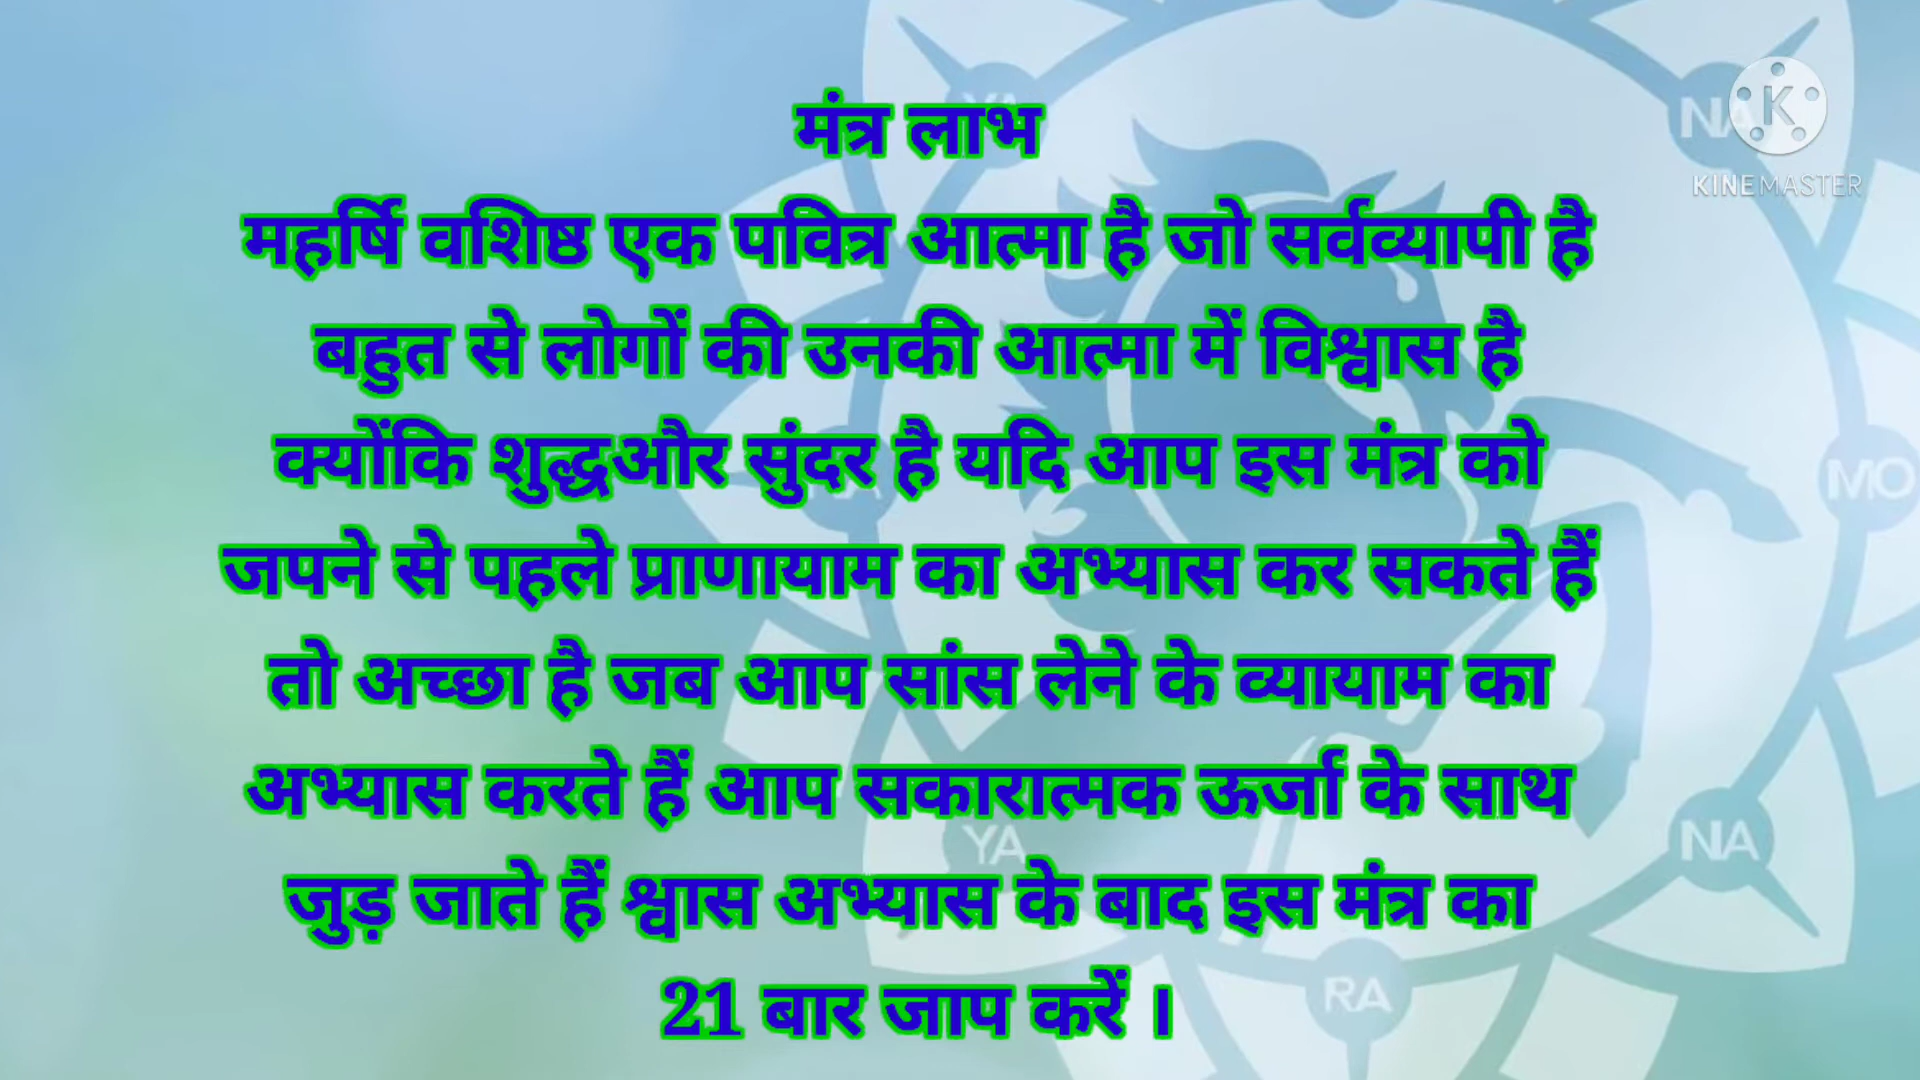 मंत्र लाभ
महर्षि वशिष्ठ एक पवित्र आत्मा है जो सर्वव्यापी है
बहुत से लोगों की उनकी आत्मा में विश्वास है
क्योंकि शुद्धऔर सुंदर है यदि आप इस मंत्र को
जपने से पहले प्राणायाम का अभ्यास कर सकते हैं
तो अच्छा है जब आप सांस लेने के व्यायाम का
अभ्यास करते हैं आप सकारात्मक ऊर्जा के साथ
जुड़ जाते हैं श्वास अभ्यास के बाद इस मंत्र का
21 बार जाप करें ।
YA
NA
K
KINEMASTER
MO
YA
NA
RA